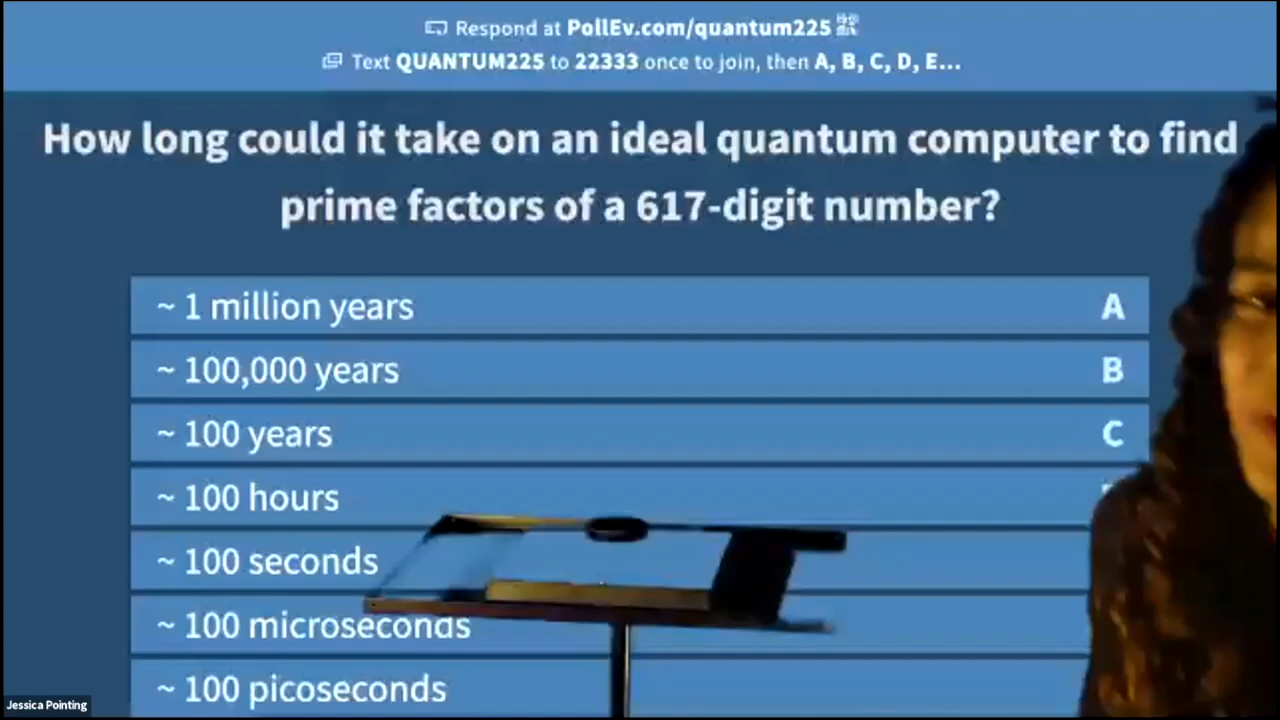 Respond at PollEv.com/quantum225
Text QUANTUM225 to 22333 once to join, then A, B, C, D, E...
How long could it take on an ideal quantum computer to find
prime factors of a 617-digit number?
~ 1 million years A
~ 100,000 years B
~ 100 years C
~ 100 hours
~ 100 seconds
~ 100 microseconds
~ 100 picoseconds
Jessica Pointing